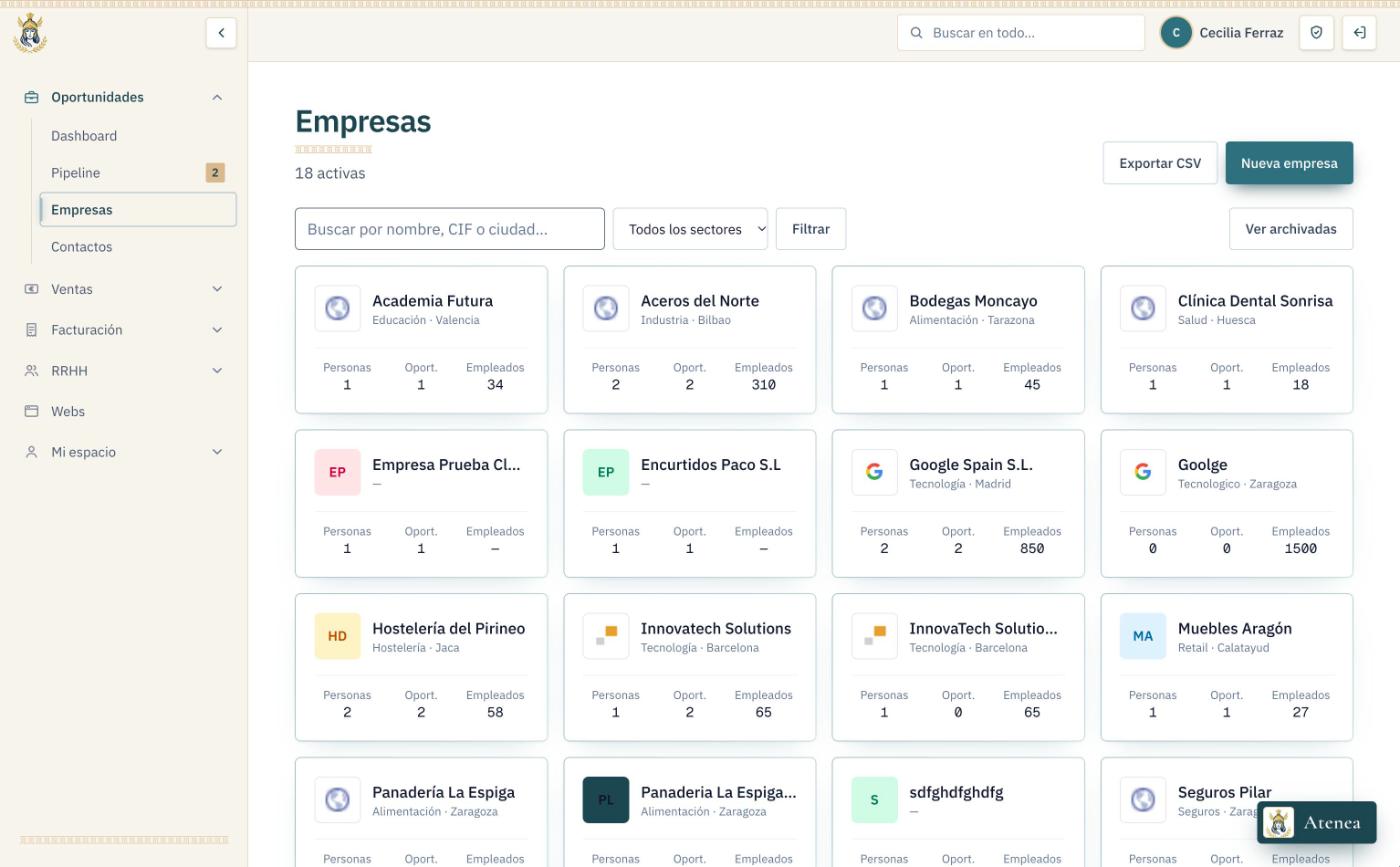 Buscar en todo...
C
Cecilia Ferraz
Oportunidades
Dashboard
Pipeline
2
Empresas
Contactos
Ventas
Facturación
RRHH
Webs
Mi espacio
Empresas
18 activas
Exportar CSV
Nueva empresa
Buscar por nombre, CIF o ciudad...
Todos los sectores
Filtrar
Ver archivadas
Academia Futura
Educación · Valencia
Personas Oport. Empleados
1 1 34
Aceros del Norte
Industria · Bilbao
Personas Oport. Empleados
2 2 310
Bodegas Moncayo
Alimentación · Tarazona
Personas Oport. Empleados
1 1 45
Clínica Dental Sonrisa
Salud · Huesca
Personas Oport. Empleados
1 1 18
EP
Empresa Prueba Cl...
—
Personas Oport. Empleados
1 1 —
EP
Encurtidos Paco S.L
—
Personas Oport. Empleados
1 1 —
Google Spain S.L.
Tecnología · Madrid
Personas Oport. Empleados
2 2 850
Goolge
Tecnologico · Zaragoza
Personas Oport. Empleados
0 0 1500
HD
Hostelería del Pirineo
Hostelería · Jaca
Personas Oport. Empleados
2 2 58
Innovatech Solutions
Tecnología · Barcelona
Personas Oport. Empleados
1 2 65
InnovaTech Solutio...
Tecnología · Barcelona
Personas Oport. Empleados
1 0 65
MA
Muebles Aragón
Retail · Calatayud
Personas Oport. Empleados
1 1 27
Panadería La Espiga
Alimentación · Zaragoza
Personas Oport. Empleados
PL
Panaderia La Espiga...
Alimentación · Zaragoza
Personas Oport. Empleados
S
sdfghdfghdfg
—
Personas Oport. Empleados
Seguros Pilar
Seguros · Zarag
Personas Oport. Empleados
Atenea